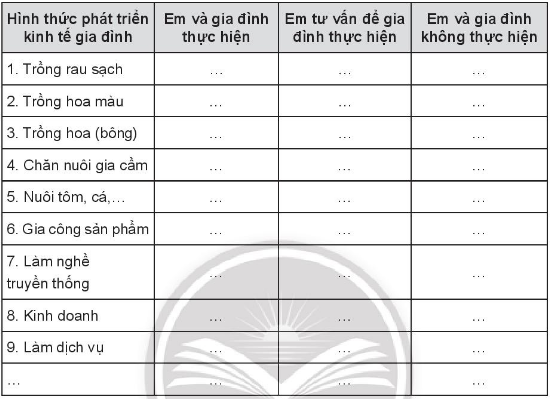 Hình thức phát triển
kinh tế gia đình
Em và gia đình
thực hiện
Em tư vấn để gia
đình thực hiện
Em và gia đình
không thực hiện
1. Trồng rau sạch
…
…
…
2. Trồng hoa màu
…
…
…
3. Trồng hoa (bông)
…
…
…
4. Chăn nuôi gia cầm
…
…
…
5. Nuôi tôm, cá,…
…
…
…
6. Gia công sản phẩm
…
…
…
7. Làm nghề
truyền thống
…
…
…
8. Kinh doanh
…
…
…
9. Làm dịch vụ
…
…
…
…
…
…
…